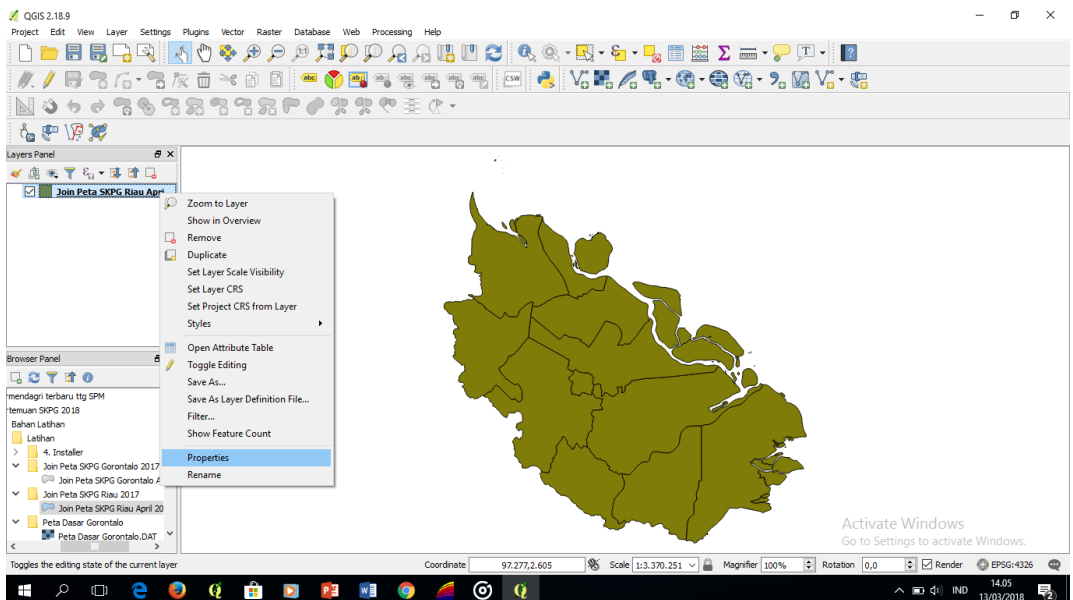 QGIS 2.18.9
Project Edit View Layer Settings Plugins Vector Raster Database Web Processing Help
Layers Panel
Join Peta SKPG Riau Apri
Zoom to Layer
Show in Overview
Remove
Duplicate
Set Layer Scale Visibility
Set Layer CRS
Set Project CRS from Layer
Styles
Open Attribute Table
Toggle Editing
Save As...
Save As Layer Definition File...
Filter...
Show Feature Count
Properties
Rename
Browser Panel
rmendagri terbaru ttg SPM
rtemuan SKPG 2018
Bahan Latihan
Latihan
4. Installer
Join Peta SKPG Gorontalo 2017
Join Peta SKPG Gorontalo A
Join Peta SKPG Riau 2017
Join Peta SKPG Riau April 20
Peta Dasar Gorontalo
Peta Dasar Gorontalo.DAT
Activate Windows
Go to Settings to activate Windows.
Toggles the editing state of the current layer
Coordinate 97.277,2.605 Scale 1:3.370.251 Magnifier 100% Rotation 0,0 Render EPSG:4326
IND 14.05
13/03/2018